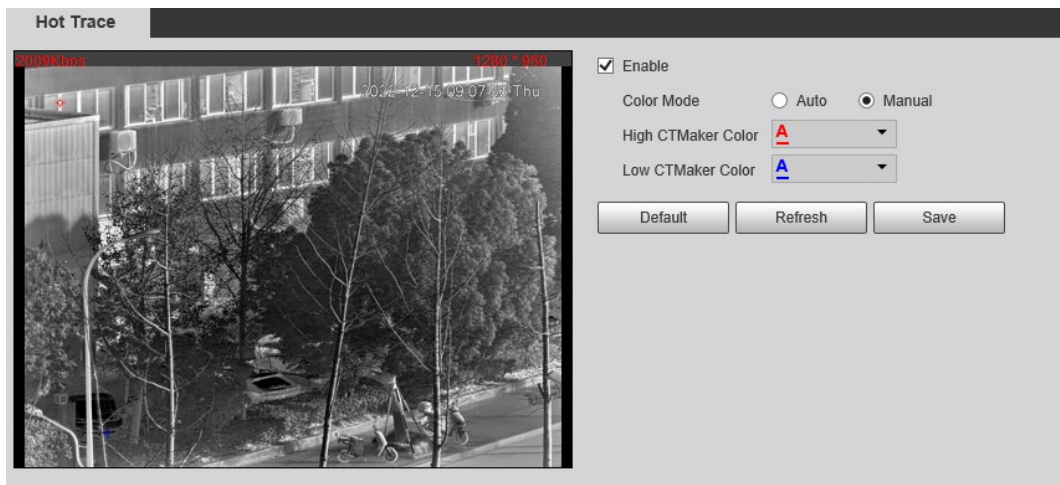 Hot Trace
2009Kbps 1280 * 960
2022-12-15 09:07:53 Thu
Enable
Color Mode Auto Manual
High CTMaker Color A
Low CTMaker Color A
Default Refresh Save